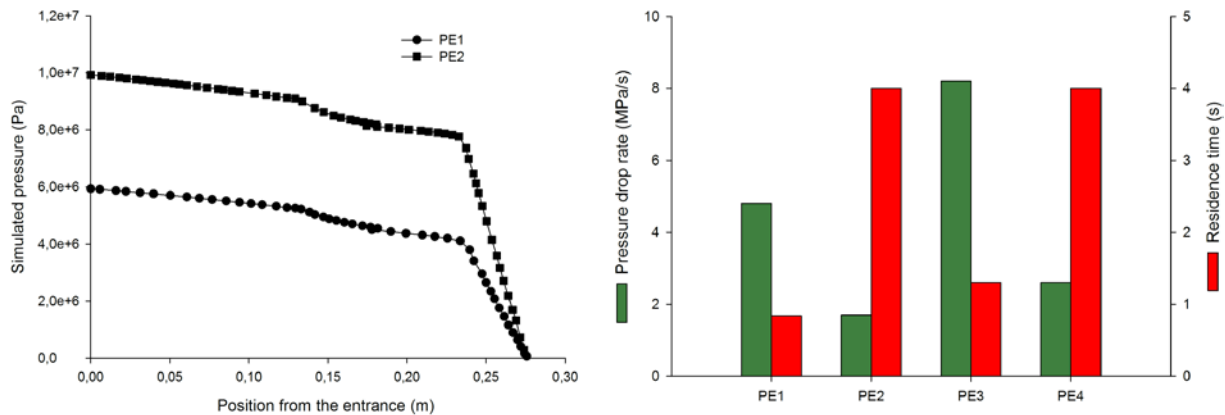 1,2e+7
1,0e+7
8,0e+6
6,0e+6
4,0e+6
2,0e+6
0,0
Simulated pressure (Pa)
PE1
PE2
0,00
0,05
0,10
0,15
0,20
0,25
0,30
Position from the entrance (m)
10
8
6
4
2
0
Pressure drop rate (MPa/s)
PE1
PE2
PE3
PE4
5
4
3
2
1
0
Residence time (s)